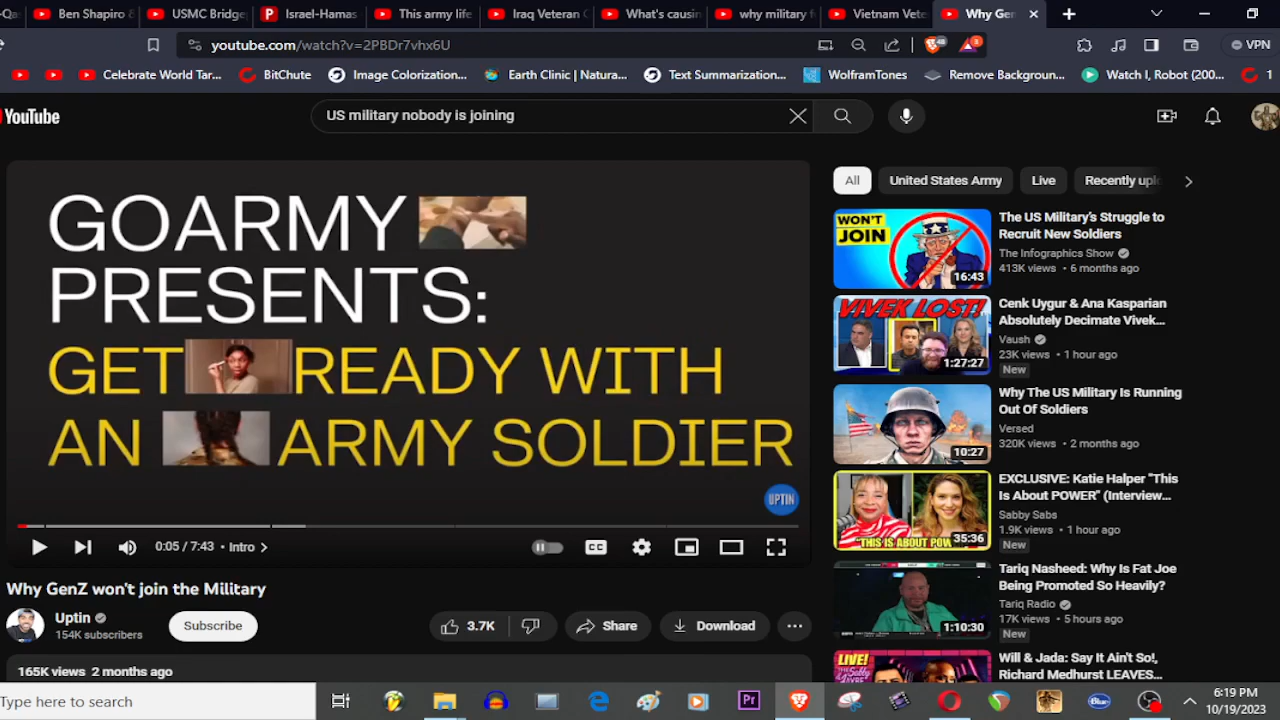 Ben Shapiro &
USMC Bridge
Israel-Hamas
This army life
Iraq Veteran
What's causin
why military f
Vietnam Vete
Why Gen
youtube.com/watch?v=2PBDr7vhx6U
48
3
VPN
Celebrate World Tar...
BitChute
Image Colorization...
Earth Clinic | Natura...
Text Summarization...
WolframTones
Remove Backgroun...
Watch I, Robot (200...
1
YouTube
US military nobody is joining
GOARMY
PRESENTS:
GET READY WITH
AN ARMY SOLDIER
UPTIN
0:05 / 7:43 • Intro
CC
Why GenZ won't join the Military
Uptin
154K subscribers
Subscribe
3.7K
Share
Download
165K views 2 months ago
All
United States Army
Live
Recently uplo
WON'T
JOIN
16:43
The US Military's Struggle to
Recruit New Soldiers
The Infographics Show
413K views • 6 months ago
VIVEK LOST!
1:27:27
Cenk Uygur & Ana Kasparian
Absolutely Decimate Vivek...
Vaush
23K views • 1 hour ago
New
10:27
Why The US Military Is Running
Out Of Soldiers
Versed
320K views • 2 months ago
"THIS IS ABOUT POW
35:36
EXCLUSIVE: Katie Halper "This
Is About POWER" (Interview...
Sabby Sabs
1.9K views • 1 hour ago
New
1:10:30
Tariq Nasheed: Why Is Fat Joe
Being Promoted So Heavily?
Tariq Radio
17K views • 5 hours ago
New
LIVE!
Will & Jada: Say It Ain't So!,
Richard Medhurst LEAVES...
Type here to search
Pr
Blue
6:19 PM
10/19/2023